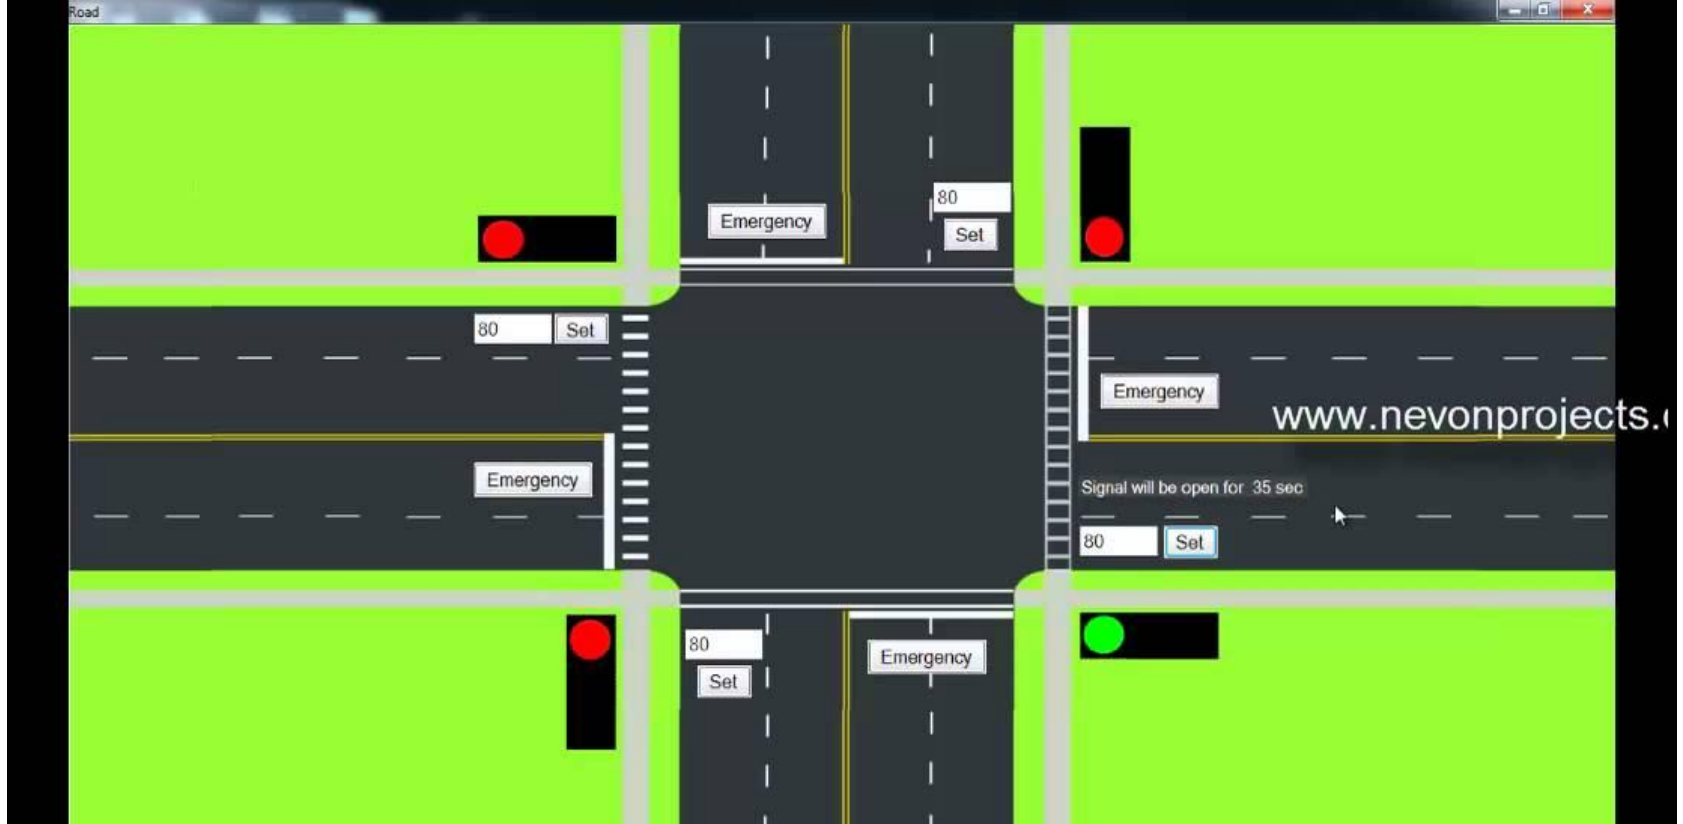 Road
80
Emergency
Set
80 Set
Emergency
www.nevonprojects.
Emergency
Signal will be open for 35 sec
80 Set
80
Emergency
Set